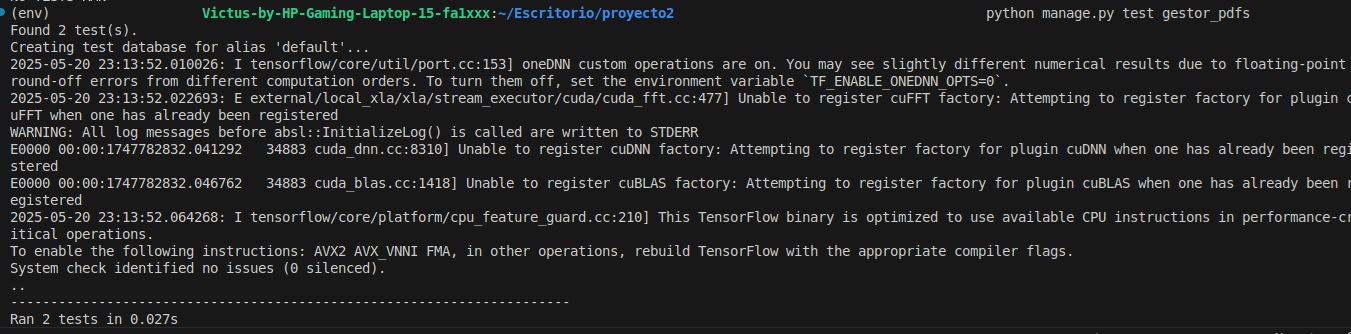 (env) Victus-by-HP-Gaming-Laptop-15-fa1xxx:~/Escritorio/proyecto2 python manage.py test gestor_pdfs
Found 2 test(s).
Creating test database for alias 'default'...
2025-05-20 23:13:52.010026: I tensorflow/core/util/port.cc:153] oneDNN custom operations are on. You may see slightly different numerical results due to floating-point
round-off errors from different computation orders. To turn them off, set the environment variable `TF_ENABLE_ONEDNN_OPTS=0`.
2025-05-20 23:13:52.022693: E external/local_xla/xla/stream_executor/cuda/cuda_fft.cc:477] Unable to register cuFFT factory: Attempting to register factory for plugin c
uFFT when one has already been registered
WARNING: All log messages before absl::InitializeLog() is called are written to STDERR
E0000 00:00:1747782832.041292   34883 cuda_dnn.cc:8310] Unable to register cuDNN factory: Attempting to register factory for plugin cuDNN when one has already been regi
stered
E0000 00:00:1747782832.046762   34883 cuda_blas.cc:1418] Unable to register cuBLAS factory: Attempting to register factory for plugin cuBLAS when one has already been r
egistered
2025-05-20 23:13:52.064268: I tensorflow/core/platform/cpu_feature_guard.cc:210] This TensorFlow binary is optimized to use available CPU instructions in performance-cr
itical operations.
To enable the following instructions: AVX2 AVX_VNNI FMA, in other operations, rebuild TensorFlow with the appropriate compiler flags.
System check identified no issues (0 silenced).
..
----------------------------------------------------------------------
Ran 2 tests in 0.027s